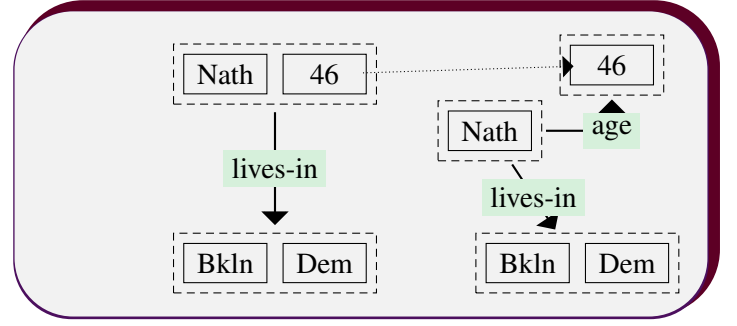 Nath 46
lives-in
Bkln Dem
46
Nath
age
lives-in
Bkln Dem